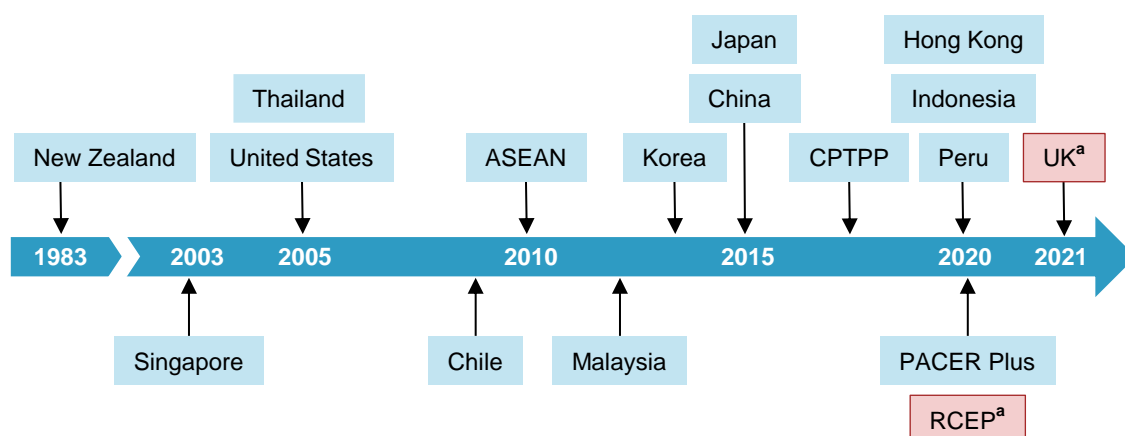 Japan
Hong Kong
Thailand
China
Indonesia
New Zealand
United States
ASEAN
Korea
CPTPP
Peru
UKª
1983
2003
2005
2010
2015
2020
2021
Singapore
Chile
Malaysia
PACER Plus
RCEPª